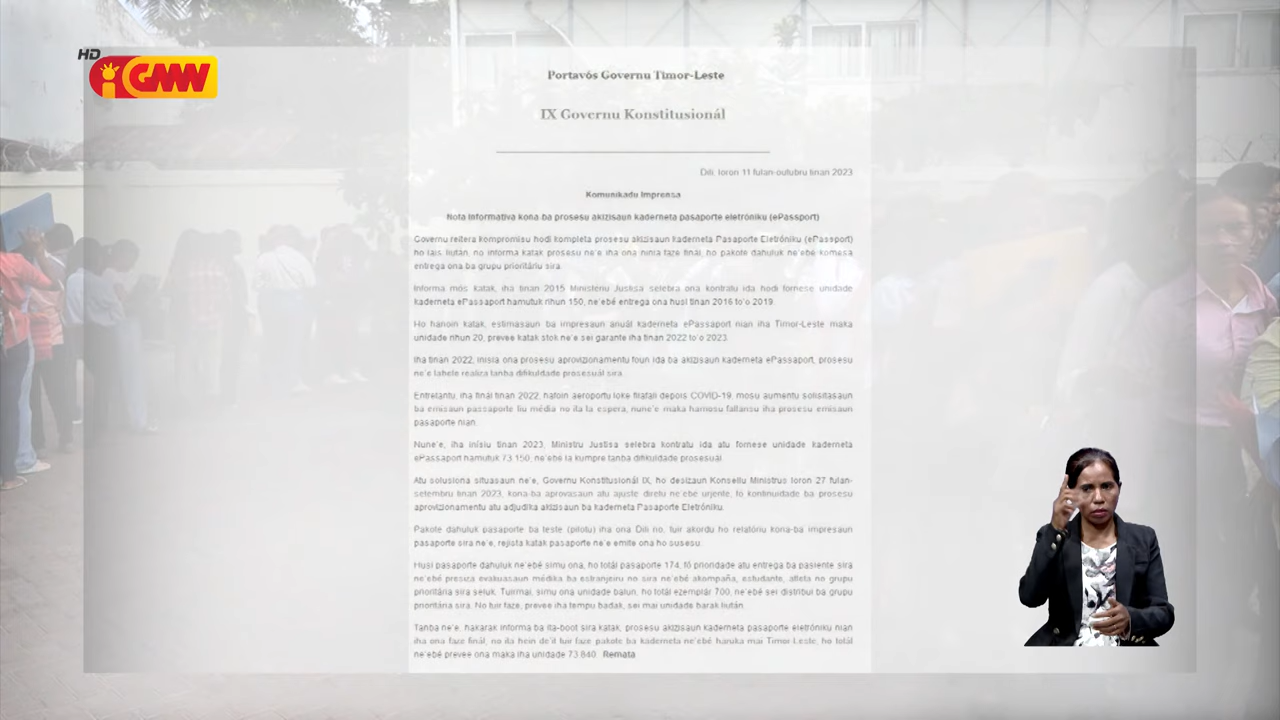 HD
GMW
Portavós Governu Timor-Leste
IX Governu Konstitusionál
Dili, loron 11 fulan-outubru tinan 2023
Komunikadu Imprensa
Nota Informativa kona ba prosesu akizisaun kaderneta pasaporte eletróniku (ePassport)
Governu reitera kompromisu hodi kompleta prosesu akizisaun kaderneta Pasaporte Eletróniku (ePassport)
ho lais liután, no informa katak prosesu ne'e iha ona ninia faze finál, ho pakote dahuluk ne'ebé komesa
entrega ona ba grupu prioritáriu sira.
Informa mós katak, iha tinan 2015 Ministériu Justisa selebra ona kontratu ida hodi fornese unidade
kaderneta ePassaport hamutuk rihun 150, ne'ebé entrega ona husi tinan 2016 to'o 2019.
Ho hanoin katak, estimasaun ba impresaun anuál kaderneta ePassaport nian iha Timor-Leste maka
unidade rihun 20, prevee katak stok ne'e sei garante iha tinan 2022 to'o 2023.
Iha tinan 2022, inisia ona prosesu aprovizionamentu foun ida ba akizisaun kaderneta ePassaport, prosesu
ne'e labele realiza tanba difikuldade prosesuál sira.
Entretantu, iha finál tinan 2022, hafoin aeroportu loke filafali depois COVID-19, mosu aumentu solisitasaun
ba emisaun passaporte liu média no ita la espera, nune'e maka hamosu faltansu iha prosesu emisaun
pasaporte nian.
Nune'e, iha inísiu tinan 2023, Ministru Justisa selebra kontratu ida atu fornese unidade kaderneta
ePassaport hamutuk 73.150, ne'ebé la kumpre tanba difikuldade prosesuál.
Atu solusiona situasaun ne'e, Governu Konstitusionál IX, ho desizaun Konsellu Ministrus loron 27 fulan-
setembru tinan 2023, kona-ba aprovasaun atu ajuste diretu ne'ebé urjente, fó kontinuidade ba prosesu
aprovizionamentu atu adjudika akizisaun ba kaderneta Pasaporte Eletróniku.
Pakote dahuluk pasaporte ba teste (pilotu) iha ona Dili no, tuir akordu ho relatóriu kona-ba impresaun
pasaporte sira ne'e, rejista katak pasaporte ne'e emite ona ho susesu.
Husi pasaporte dahuluk ne'ebé simu ona, ho totál pasaporte 174, fó prioridade atu entrega ba pasiente sira
ne'ebé presiza evakuasaun médika ba estranjeiru no sira ne'ebé akompaña, estudante, atleta no grupu
prioritária sira seluk. Tuirmai, simu ona unidade balun, ho totál ezemplár 700, ne'ebé sei distribui ba grupu
prioritária sira. No tuir faze, prevee iha tempu badak, sei mai unidade barak liután.
Tanba ne'e, hakarak informa ba ita-boot sira katak, prosesu akizisaun kaderneta pasaporte eletróniku nian
iha ona faze finál, no ita hein de'it tuir faze pakote ba kaderneta ne'ebé haruka mai Timor-Leste, ho totál
ne'ebé prevee ona maka iha unidade 73.840. Remata